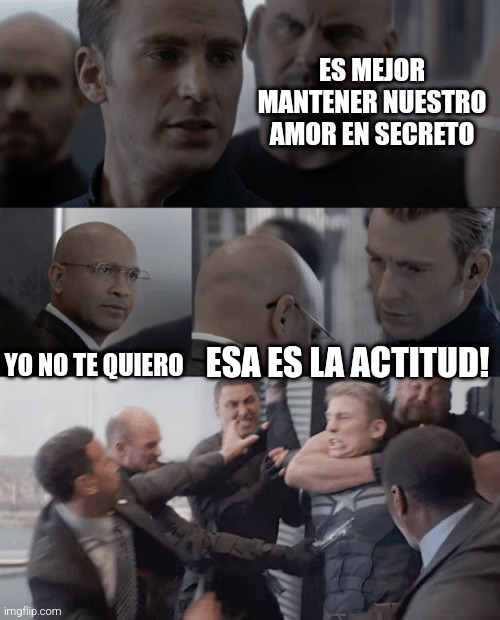 ES MEJOR
MANTENER NUESTRO
AMOR EN SECRETO
YO NO TE QUIERO
ESA ES LA ACTITUD!
imgflip.com